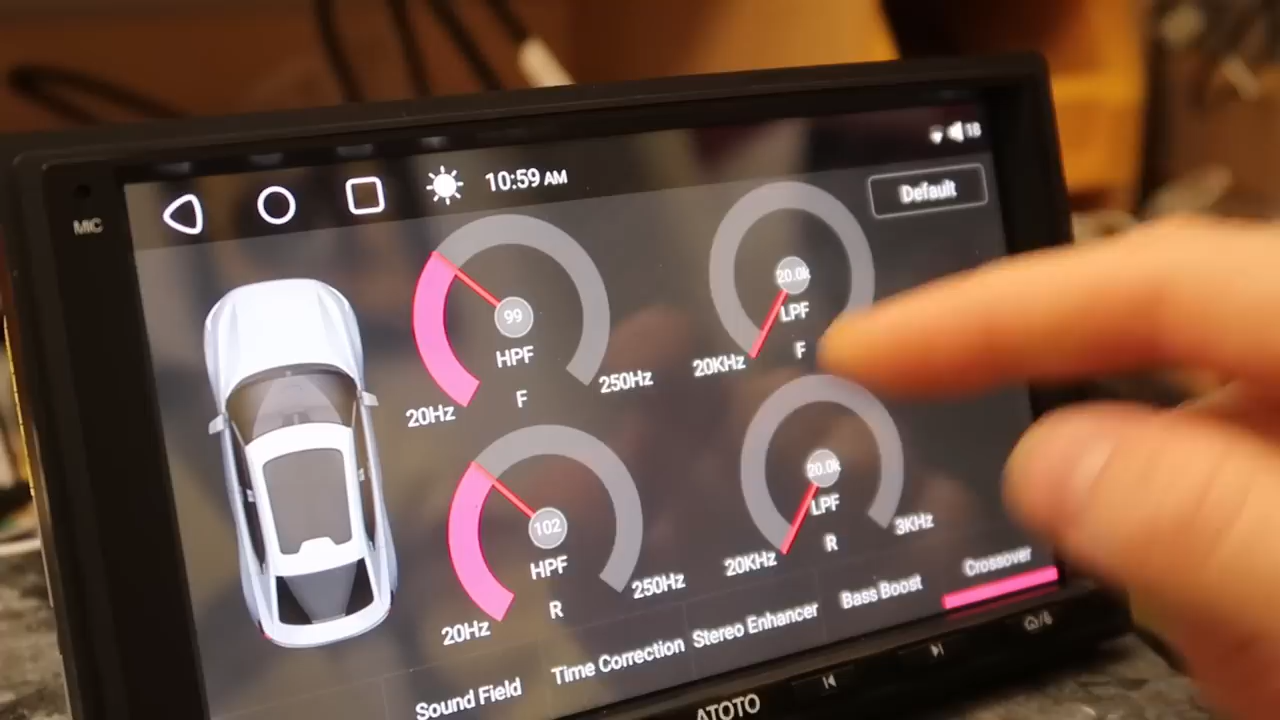 MIC
10:59 AM
18
Default
99
HPF
F
20Hz
250Hz
20.0k
LPF
F
20KHz
102
HPF
R
20Hz
250Hz
20.0k
LPF
R
20KHz
3KHz
Sound Field
Time Correction
Stereo Enhancer
Bass Boost
Crossover
ATOTO